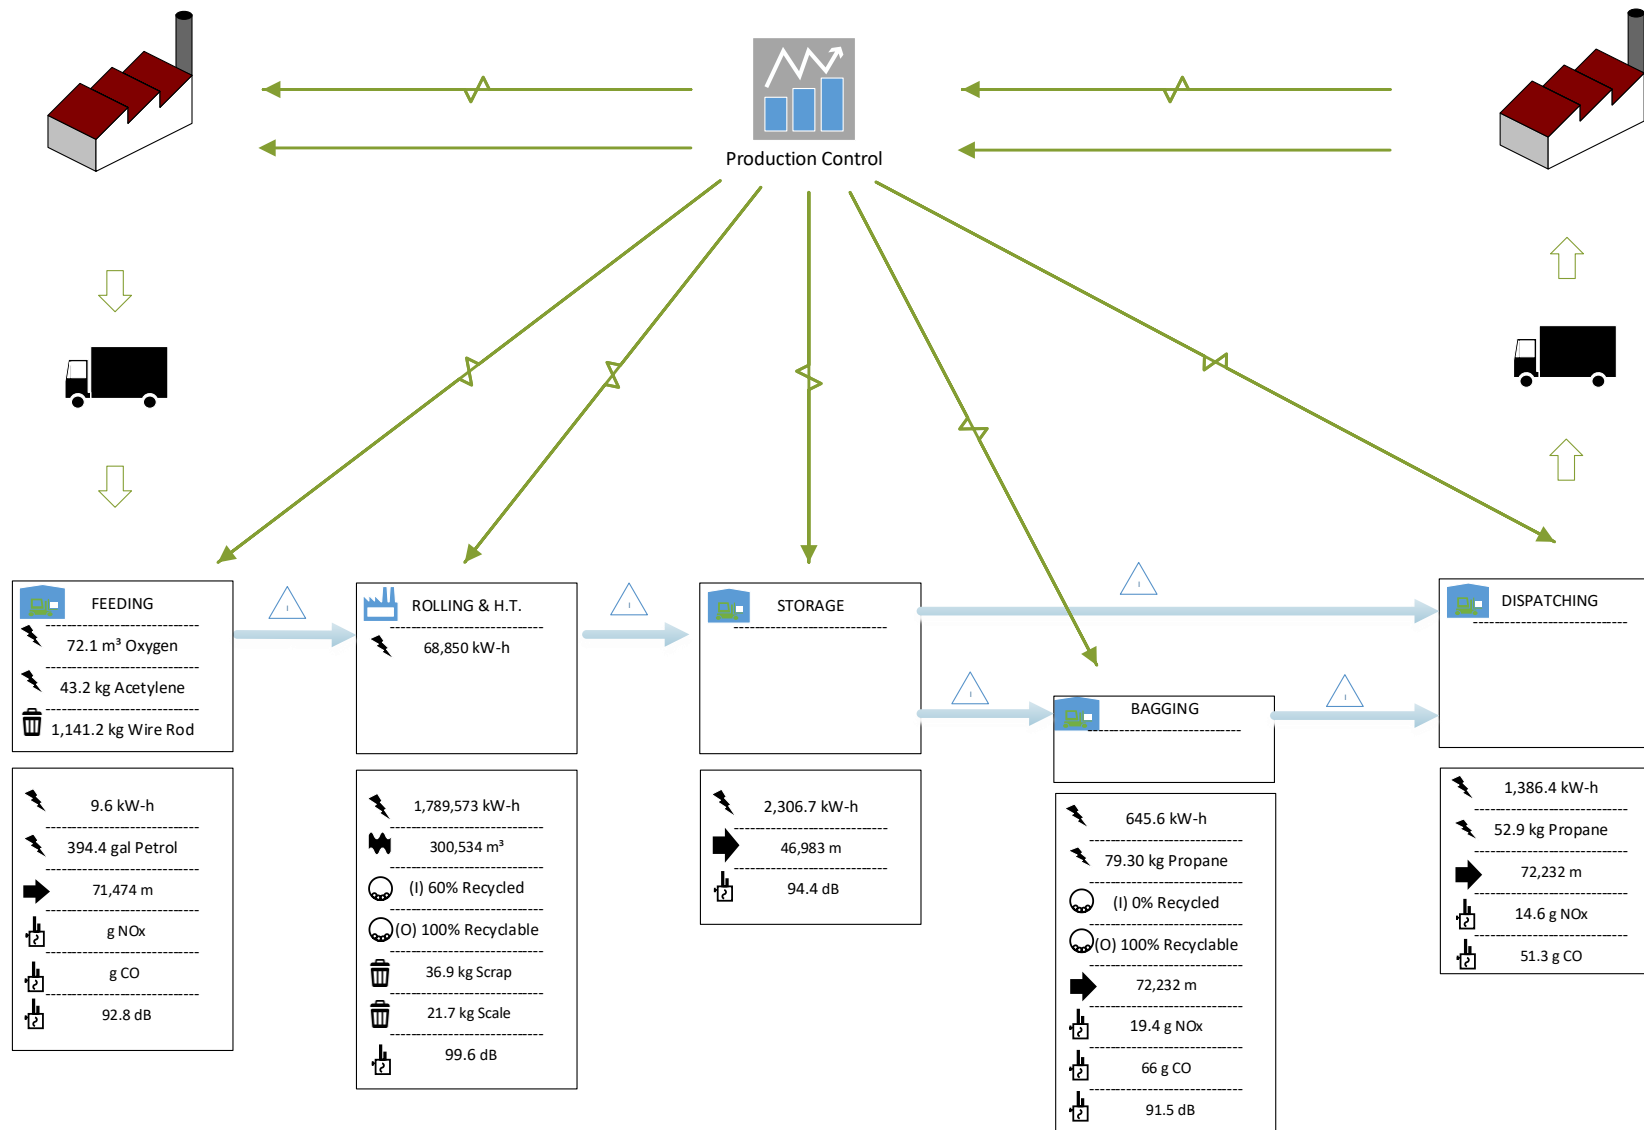 Production Control
FEEDING
72.1 m³ Oxygen
43.2 kg Acetylene
1,141.2 kg Wire Rod
9.6 kW-h
394.4 gal Petrol
71,474 m
g NOx
g CO
92.8 dB
ROLLING & H.T.
68,850 kW-h
1,789,573 kW-h
300,534 m³
(I) 60% Recycled
(O) 100% Recyclable
36.9 kg Scrap
21.7 kg Scale
99.6 dB
STORAGE
2,306.7 kW-h
46,983 m
94.4 dB
BAGGING
645.6 kW-h
79.30 kg Propane
(I) 0% Recycled
(O) 100% Recyclable
72,232 m
19.4 g NOx
66 g CO
91.5 dB
DISPATCHING
1,386.4 kW-h
52.9 kg Propane
72,232 m
14.6 g NOx
51.3 g CO